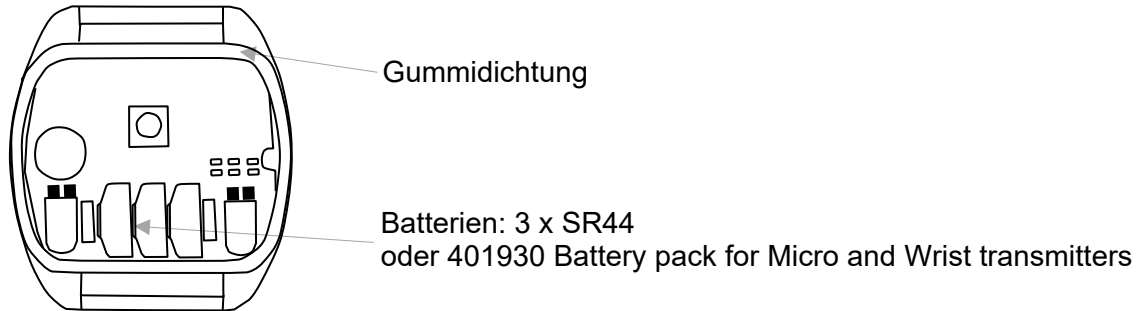 Gummidichtung
Batterien: 3 x SR44
oder 401930 Battery pack for Micro and Wrist transmitters